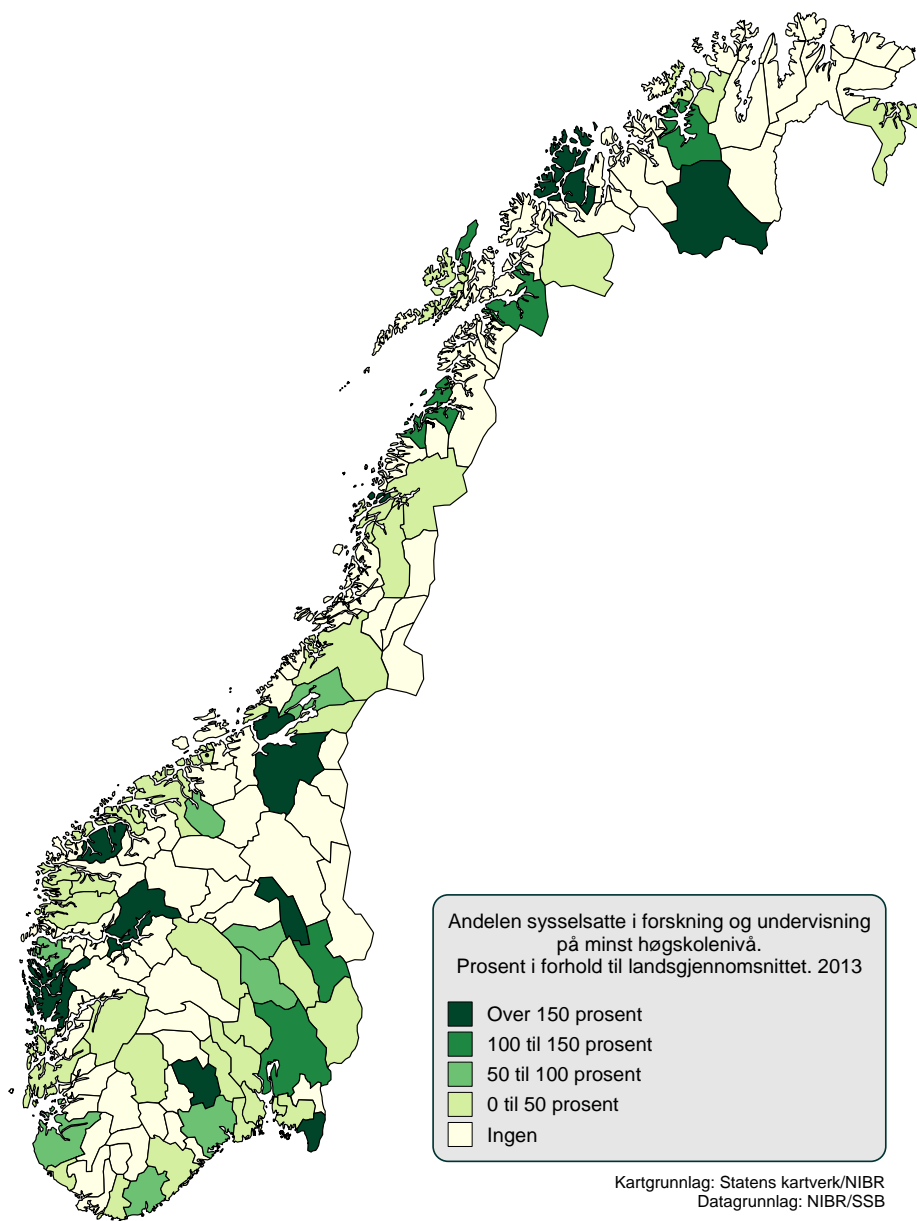 Andelen sysselsatte i forskning og undervisning
på minst høgskolenivå.
Prosent i forhold til landsgjennomsnittet. 2013
Over 150 prosent
100 til 150 prosent
50 til 100 prosent
0 til 50 prosent
Ingen
Kartgrunnlag: Statens kartverk/NIBR
Datagrunnlag: NIBR/SSB